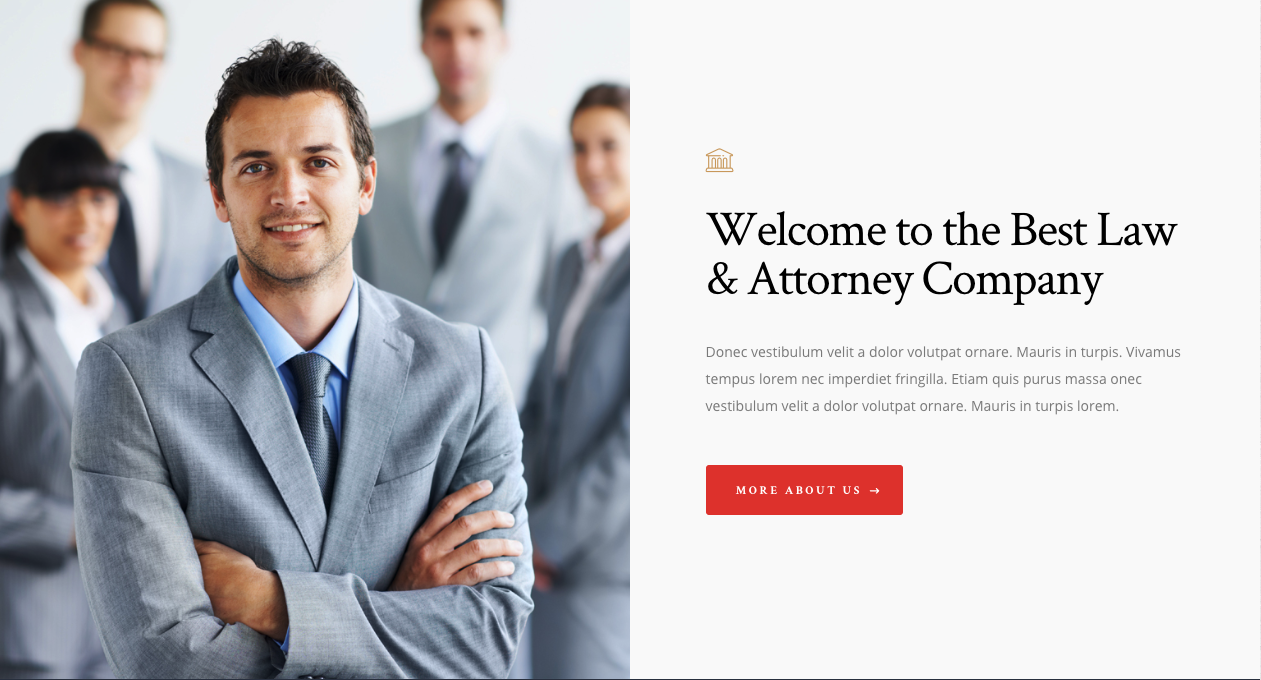 Welcome to the Best Law
& Attorney Company
Donec vestibulum velit a dolor volutpat ornare. Mauris in turpis. Vivamus
tempus lorem nec imperdiet fringilla. Etiam quis purus massa onec
vestibulum velit a dolor volutpat ornare. Mauris in turpis lorem.
MORE ABOUT US →